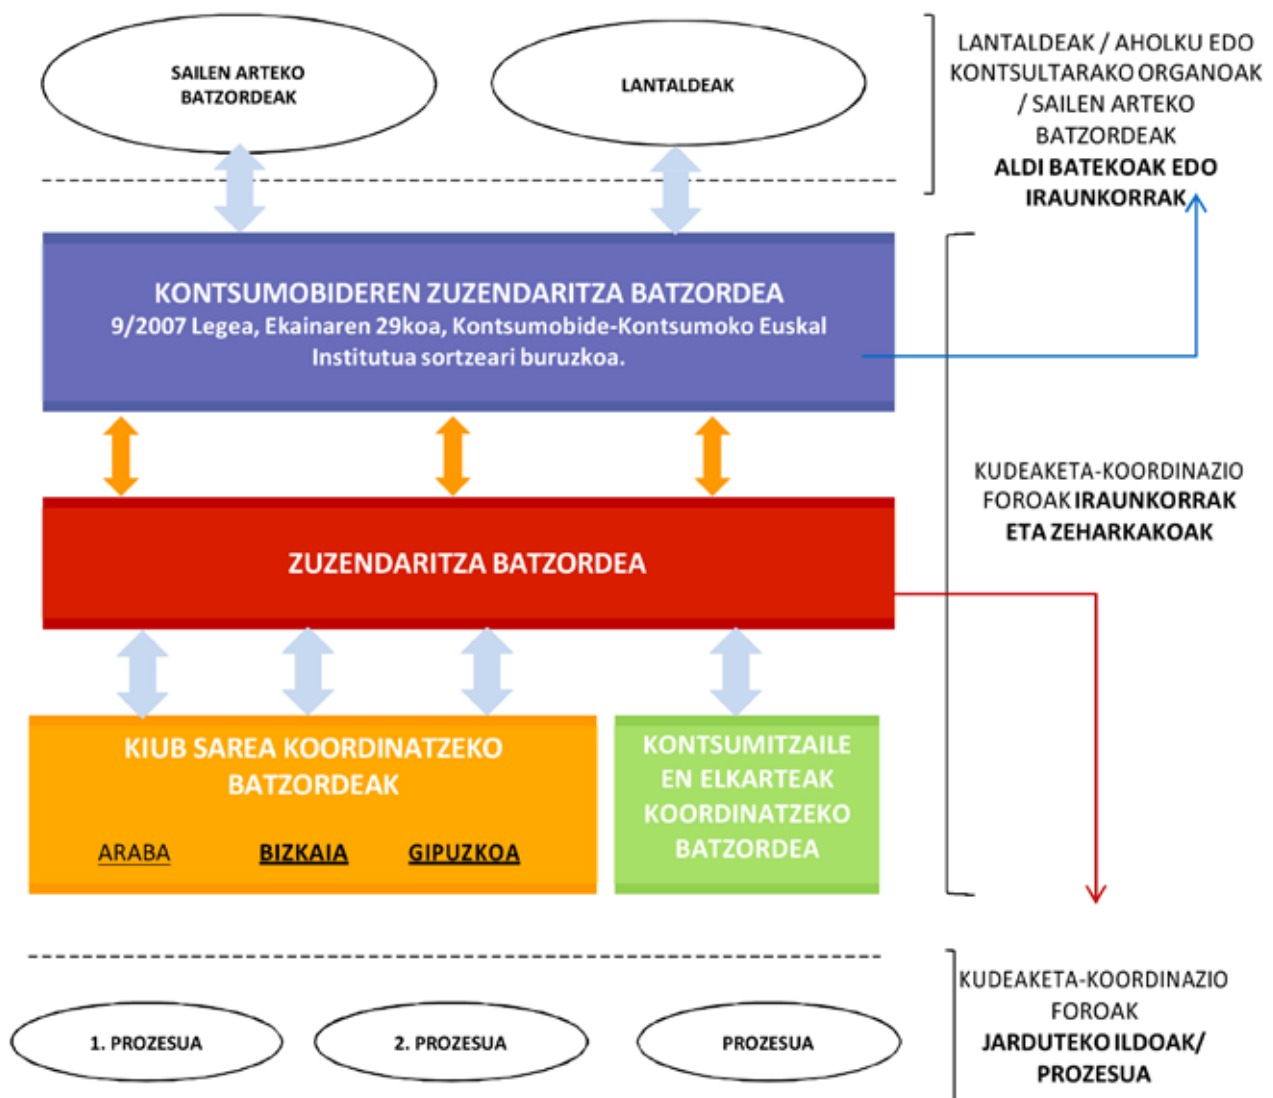 SAILEN ARTEKO
BATZORDEAK
LANTALDEAK
LANTALDEAK / AHOLKU EDO
KONTSULTARAKO ORGANOAK
/ SAILEN ARTEKO
BATZORDEAK
ALDI BATEKOAK EDO
IRAUNKORRAK
KONTSUMOBIDEREN ZUZENDARITZA BATZORDEA
9/2007 Legea, Ekainaren 29koa, Kontsumobide-Kontsumoko Euskal
Institutua sortzeari buruzkoa.
KUDEAKETA-KOORDINAZIO
FOROAK IRAUNKORRAK
ETA ZEHARKAKOAK
ZUZENDARITZA BATZORDEA
KIUB SAREA KOORDINATZEKO
BATZORDEAK
ARABA BIZKAIA GIPUZKOA
KONTSUMITZAILE
EN ELKARTEAK
KOORDINATZEKO
BATZORDEA
1. PROZESUA
2. PROZESUA
PROZESUA
KUDEAKETA-KOORDINAZIO
FOROAK
JARDUTEKO ILDOAK/
PROZESUA